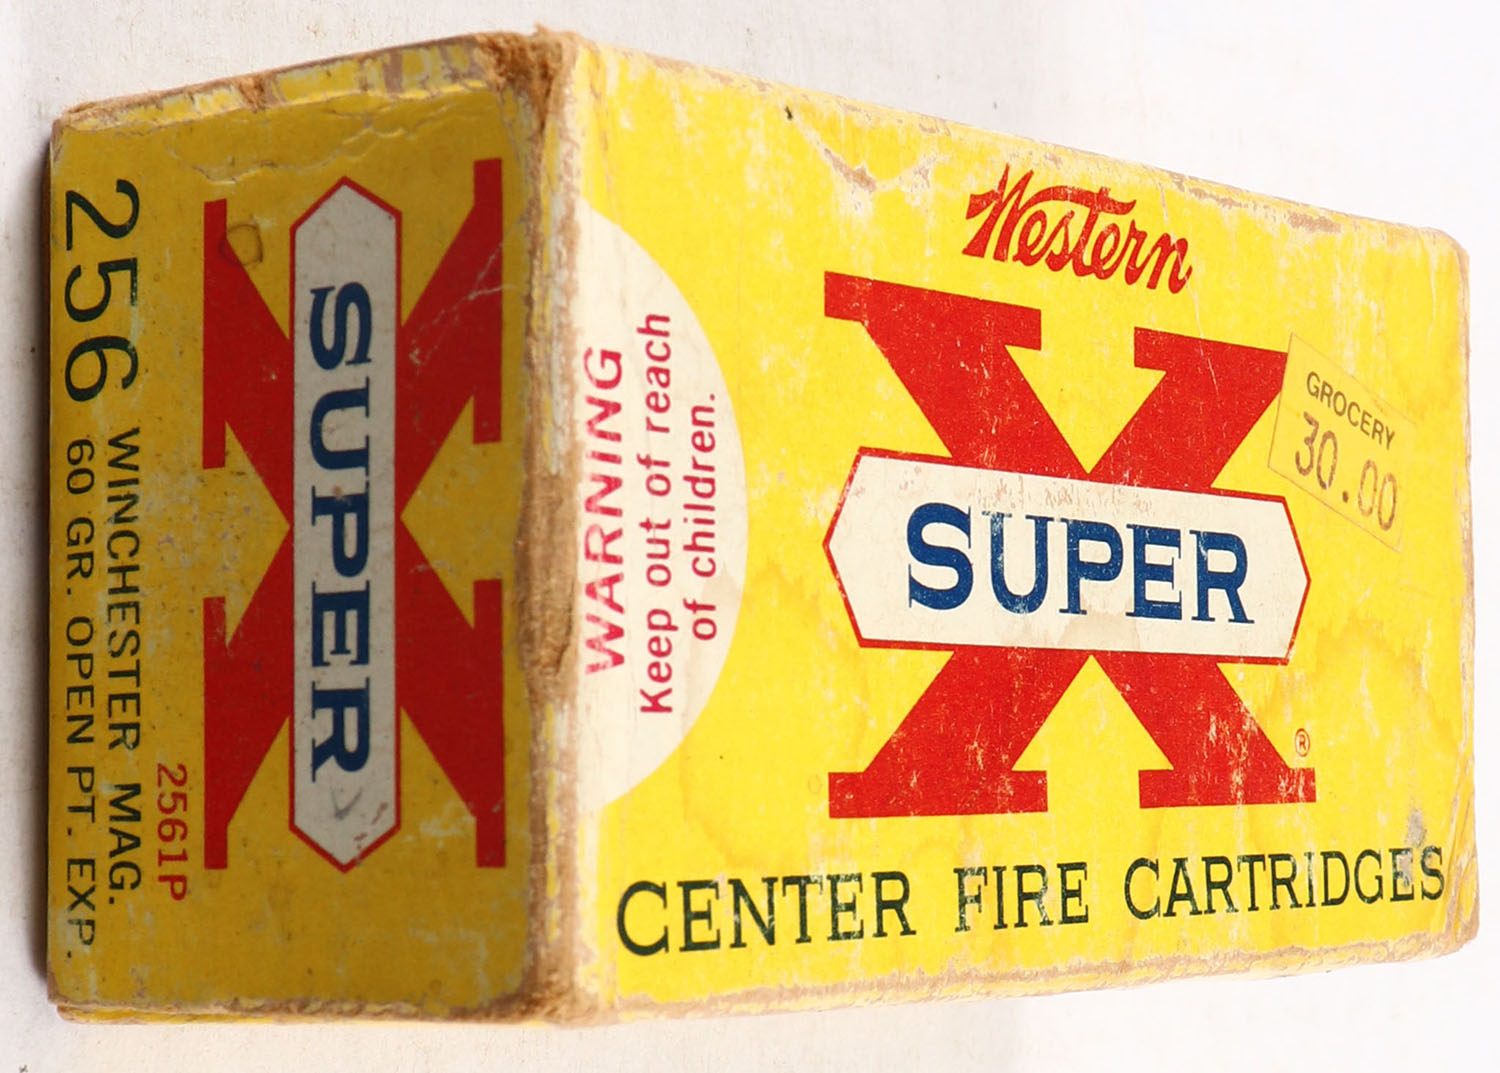 Western
SUPER
X
®
CENTER FIRE CARTRIDGES
GROCERY
30.00
WARNING
Keep out of reach
of children.
SUPER
X
2561P
256 WINCHESTER MAG.
60 GR. OPEN PT. EXP.